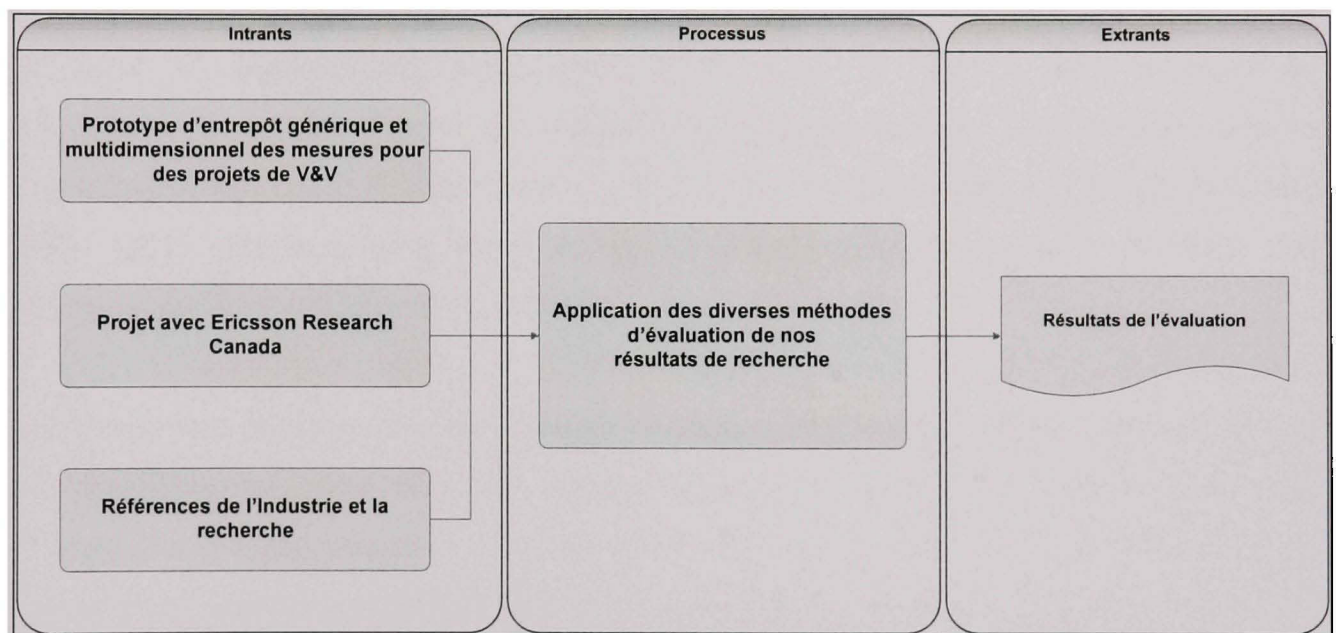 Intrants
Processus
Extrants
Prototype d'entrepôt générique et
multidimensionnel des mesures pour
des projets de V&V
Projet avec Ericsson Research
Canada
Références de l'Industrie et la
recherche
Application des diverses méthodes
d'évaluation de nos
résultats de recherche
Résultats de l'évaluation